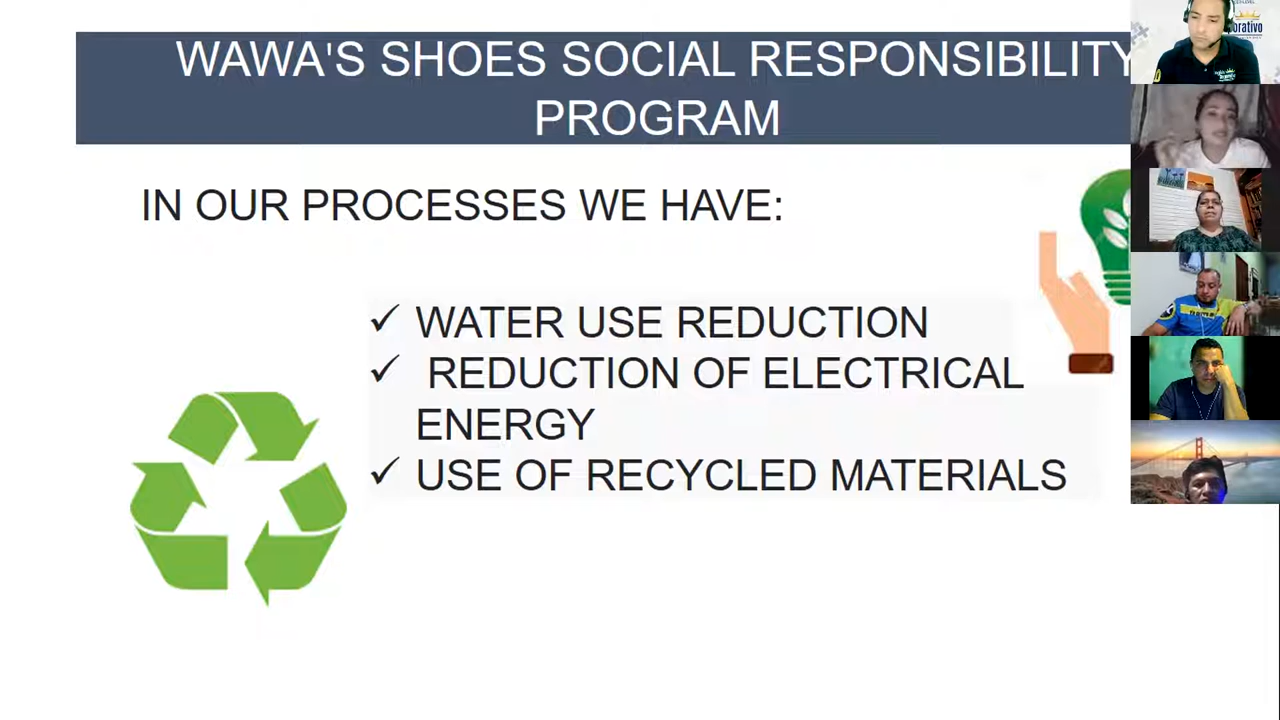 WAWA'S SHOES SOCIAL RESPONSIBILITY
PROGRAM
IN OUR PROCESSES WE HAVE:
✓ WATER USE REDUCTION
✓ REDUCTION OF ELECTRICAL
ENERGY
✓ USE OF RECYCLED MATERIALS